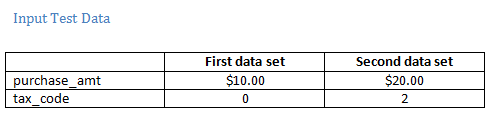 Input Test Data
First data set Second data set
purchase_amt $10.00 $20.00
tax_code 0 2